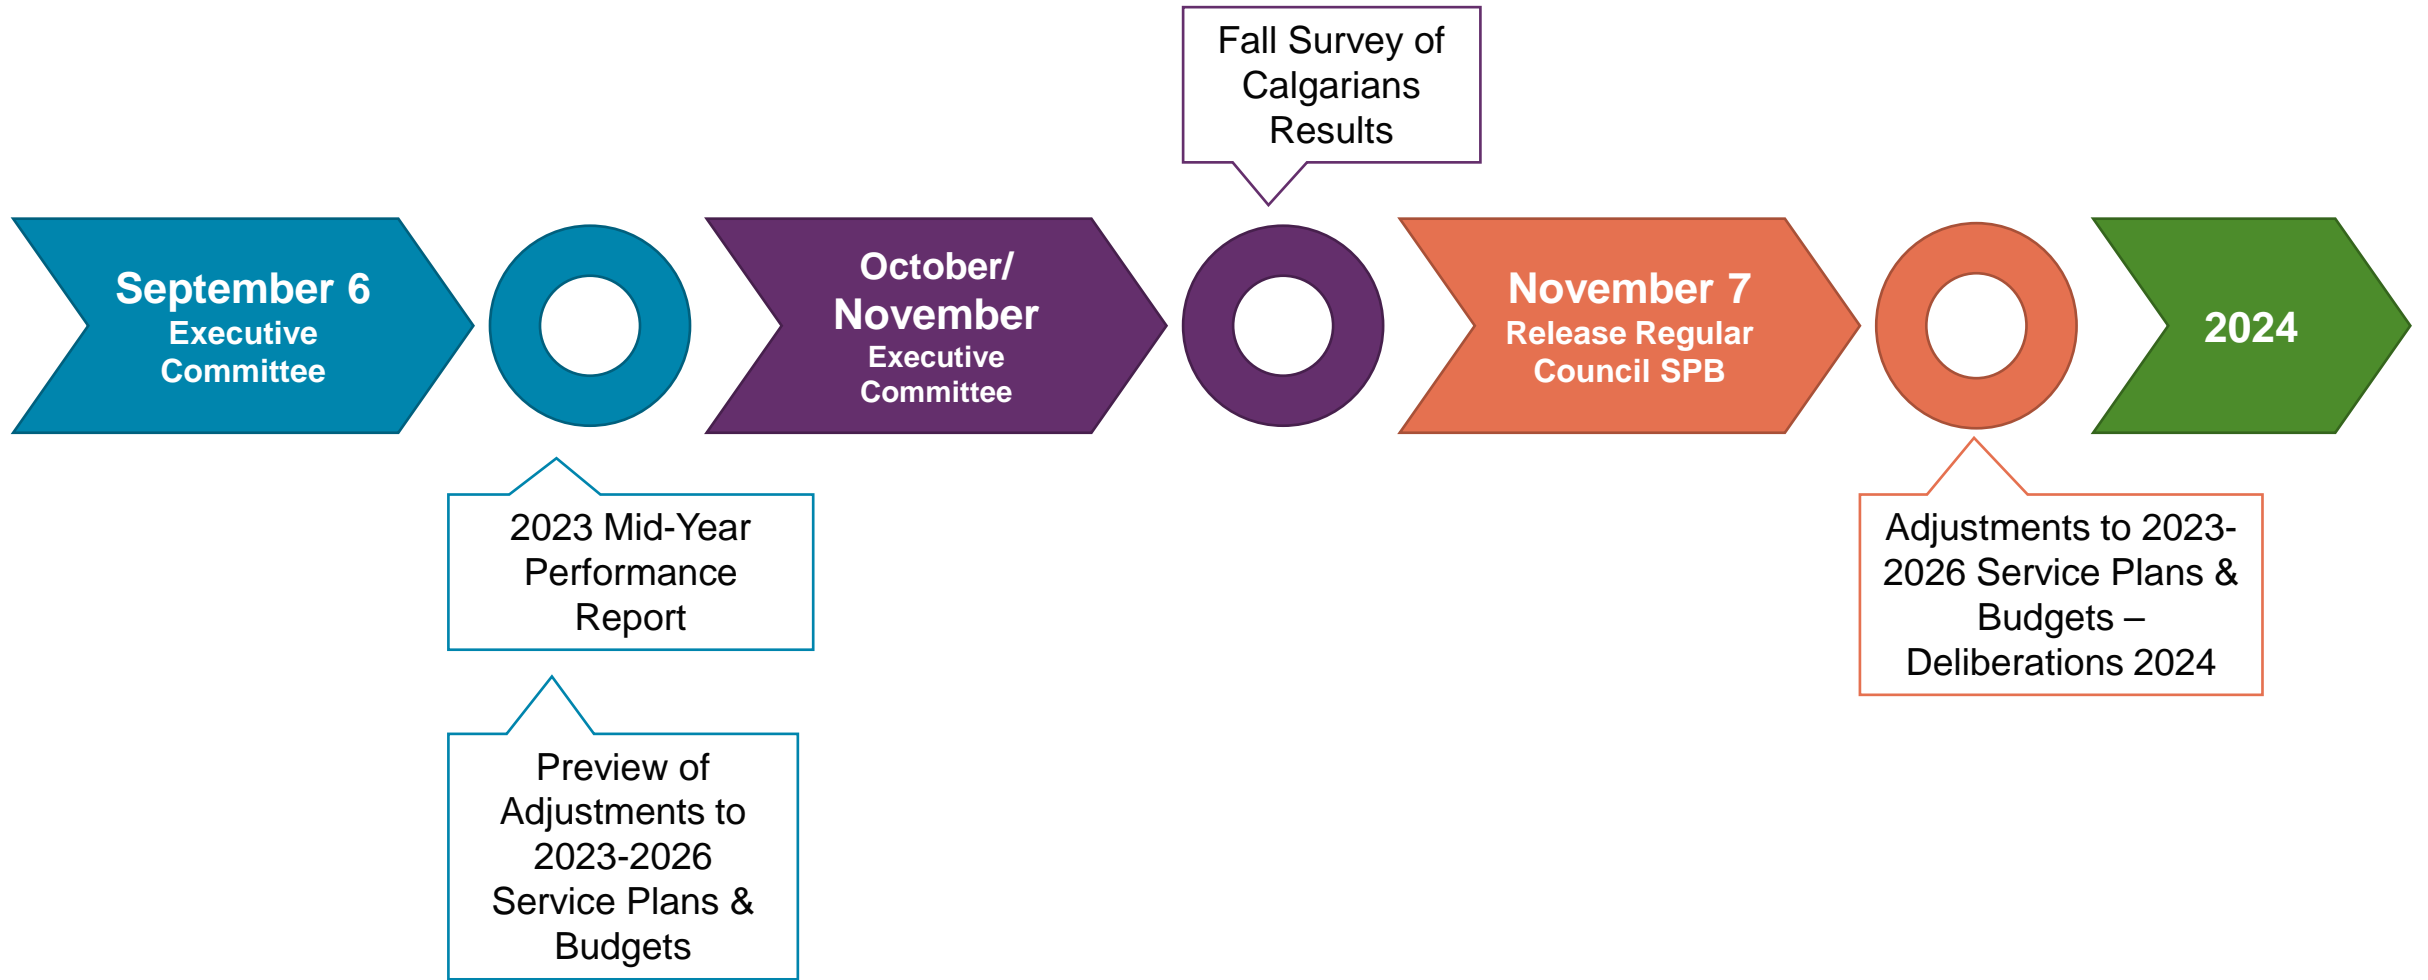 Fall Survey of
Calgarians
Results
September 6
Executive
Committee
October/
November
Executive
Committee
November 7
Release Regular
Council SPB
2024
2023 Mid-Year
Performance
Report
Adjustments to 2023-
2026 Service Plans &
Budgets –
Deliberations 2024
Preview of
Adjustments to
2023-2026
Service Plans &
Budgets